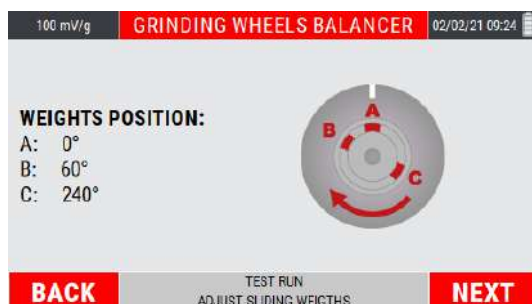 100 mV/g
GRINDING WHEELS BALANCER
02/02/21 09:24
WEIGHTS POSITION:
A: 0°
B: 60°
C: 240°
A
B
C
BACK
TEST RUN
ADJUST SLIDING WEIGTHS
NEXT